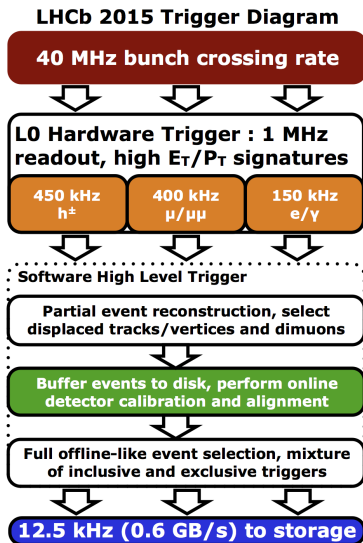 LHCb 2015 Trigger Diagram
40 MHz bunch crossing rate
L0 Hardware Trigger : 1 MHz
readout, high E_T/P_T signatures
450 kHz
h±
400 kHz
μ/μμ
150 kHz
e/γ
Software High Level Trigger
Partial event reconstruction, select
displaced tracks/vertices and dimuons
Buffer events to disk, perform online
detector calibration and alignment
Full offline-like event selection, mixture
of inclusive and exclusive triggers
12.5 kHz (0.6 GB/s) to storage